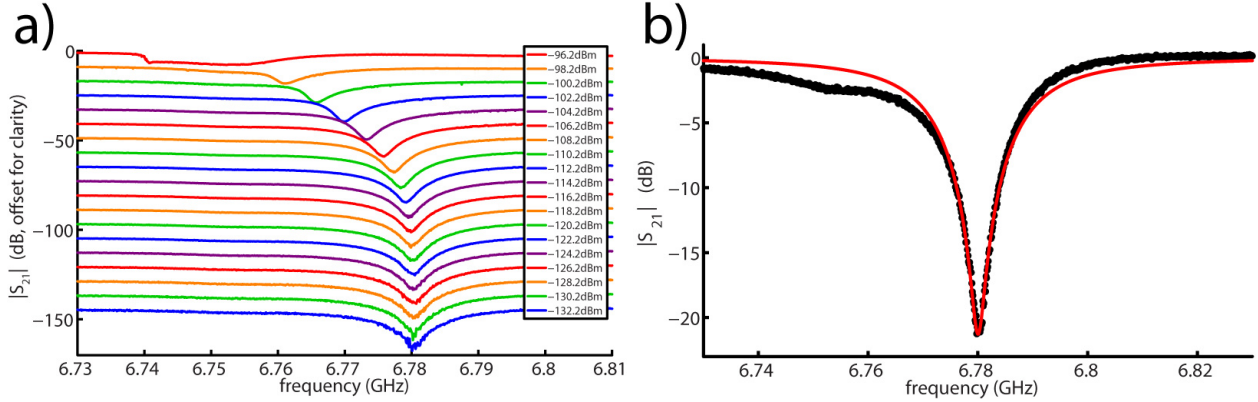 a)
|S21| (dB, offset for clarity)
0
−50
−100
−150
6.73 6.74 6.75 6.76 6.77 6.78 6.79 6.8 6.81
frequency (GHz)
−96.2dBm
−98.2dBm
−100.2dBm
−102.2dBm
−104.2dBm
−106.2dBm
−108.2dBm
−110.2dBm
−112.2dBm
−114.2dBm
−116.2dBm
−118.2dBm
−120.2dBm
−122.2dBm
−124.2dBm
−126.2dBm
−128.2dBm
−130.2dBm
−132.2dBm
b)
|S 21| (dB)
0
−5
−10
−15
−20
6.74 6.76 6.78 6.8 6.82
frequency (GHz)